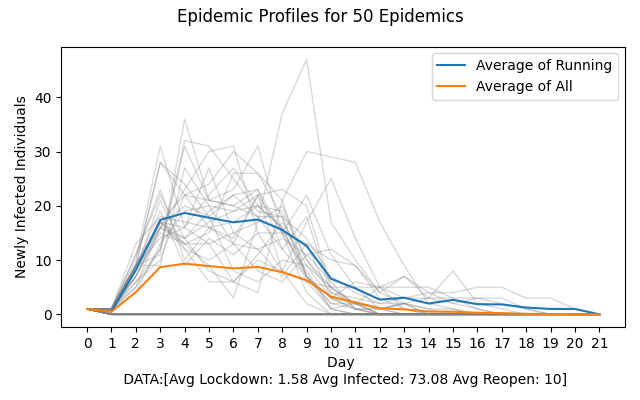 Epidemic Profiles for 50 Epidemics
Newly Infected Individuals
40
30
20
10
0
Average of Running
Average of All
0 1 2 3 4 5 6 7 8 9 10 11 12 13 14 15 16 17 18 19 20 21
Day
DATA:[Avg Lockdown: 1.58 Avg Infected: 73.08 Avg Reopen: 10]